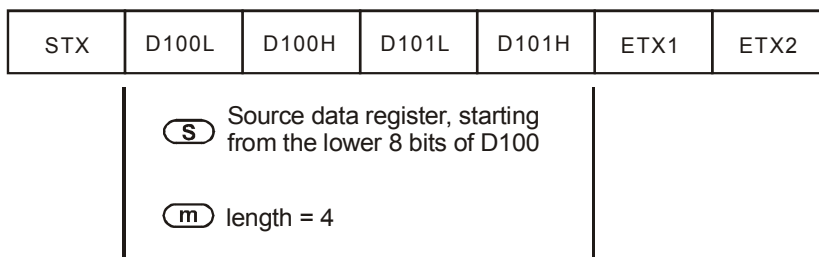 STX D100L D100H D101L D101H ETX1 ETX2
S Source data register, starting
from the lower 8 bits of D100
m length = 4